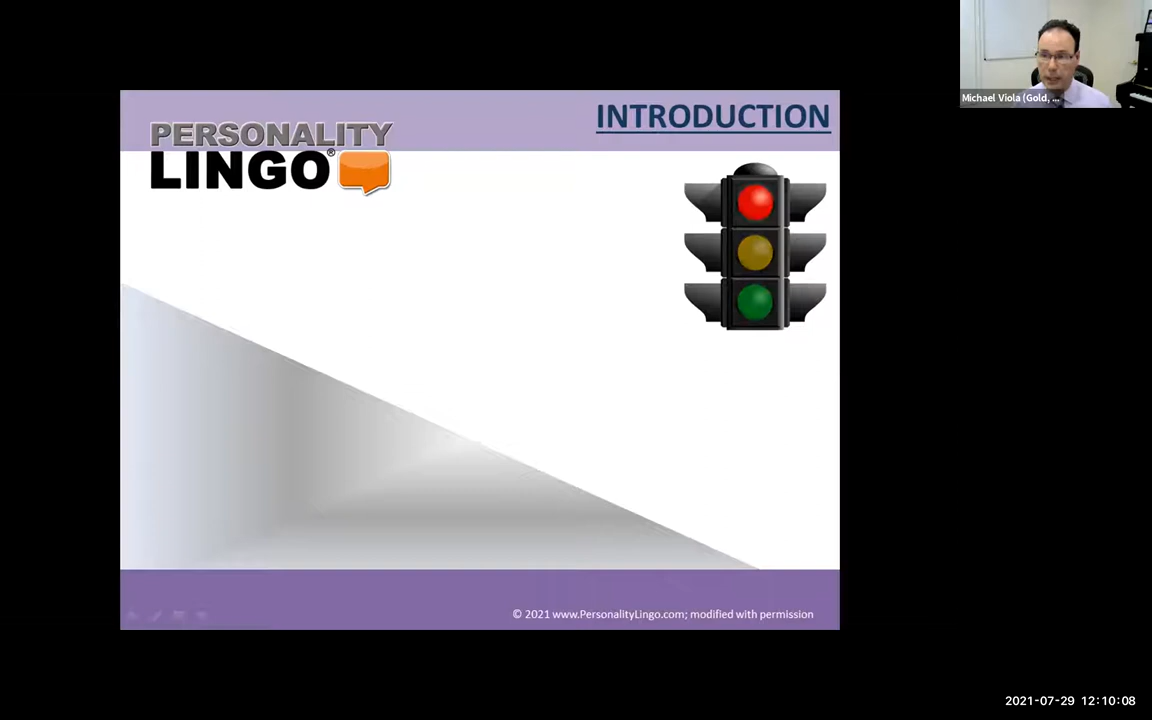 Michael Viola (Gold, ...
INTRODUCTION
PERSONALITY
LINGO®
© 2021 www.PersonalityLingo.com; modified with permission
2021-07-29 12:10:08